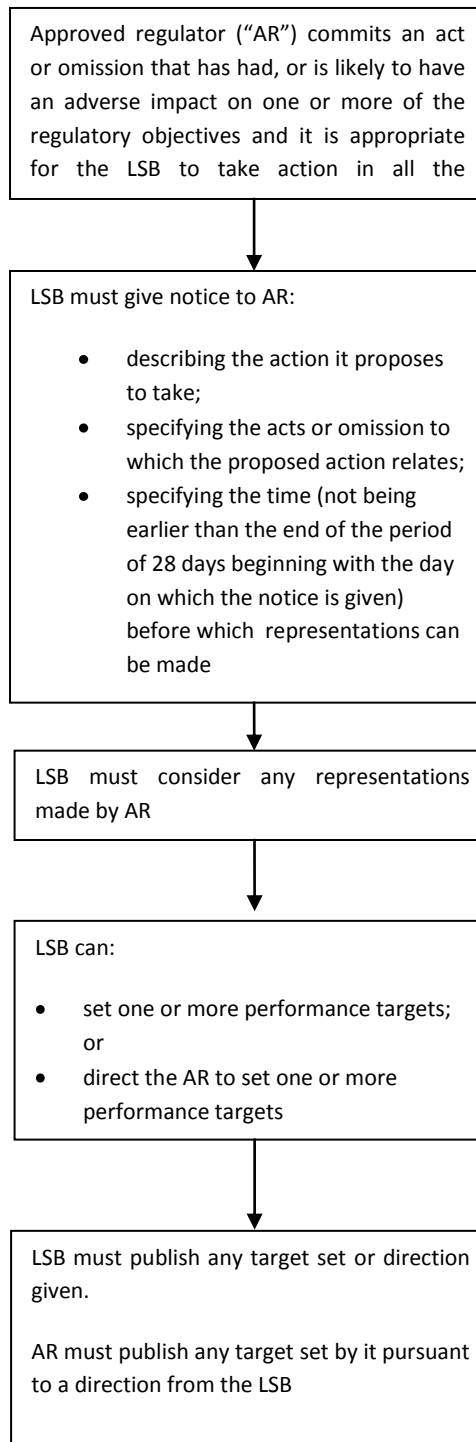 Approved regulator (“AR”) commits an act
or omission that has had, or is likely to have
an adverse impact on one or more of the
regulatory objectives and it is appropriate
for the LSB to take action in all the
LSB must give notice to AR:
• describing the action it proposes
to take;
• specifying the acts or omission to
which the proposed action relates;
• specifying the time (not being
earlier than the end of the period
of 28 days beginning with the day
on which the notice is given)
before which representations can
be made
LSB must consider any representations
made by AR
LSB can:
• set one or more performance targets;
or
• direct the AR to set one or more
performance targets
LSB must publish any target set or direction
given.
AR must publish any target set by it pursuant
to a direction from the LSB